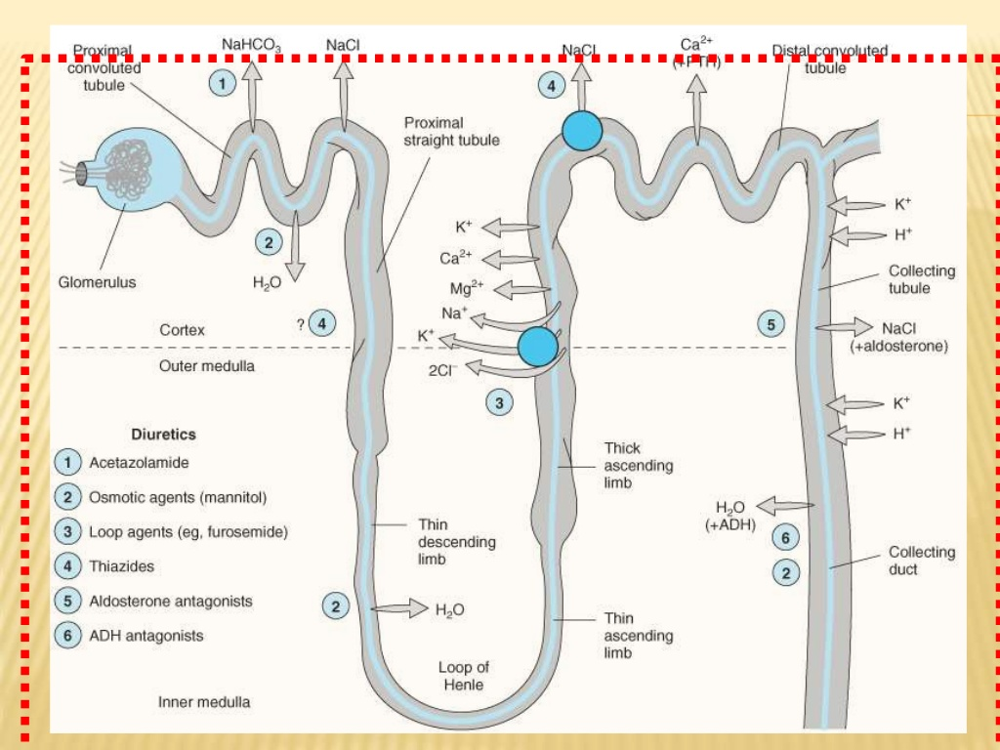 Proximal
convoluted
tubule
NaHCO₃
NaCl
NaCl
Ca²⁺
(+PTH)
Distal convoluted
tubule
1
4
Proximal
straight tubule
2
H₂O
Glomerulus
K⁺
Ca²⁺
Mg²⁺
Na⁺
K⁺
2Cl⁻
3
K⁺
H⁺
Collecting
tubule
? 4
5
NaCl
(+aldosterone)
Cortex
Outer medulla
K⁺
H⁺
Diuretics
1 Acetazolamide
2 Osmotic agents (mannitol)
3 Loop agents (eg, furosemide)
4 Thiazides
5 Aldosterone antagonists
6 ADH antagonists
Thick
ascending
limb
Thin
descending
limb
H₂O
(+ADH)
6
2
Collecting
duct
2
H₂O
Thin
ascending
limb
Loop of
Henle
Inner medulla